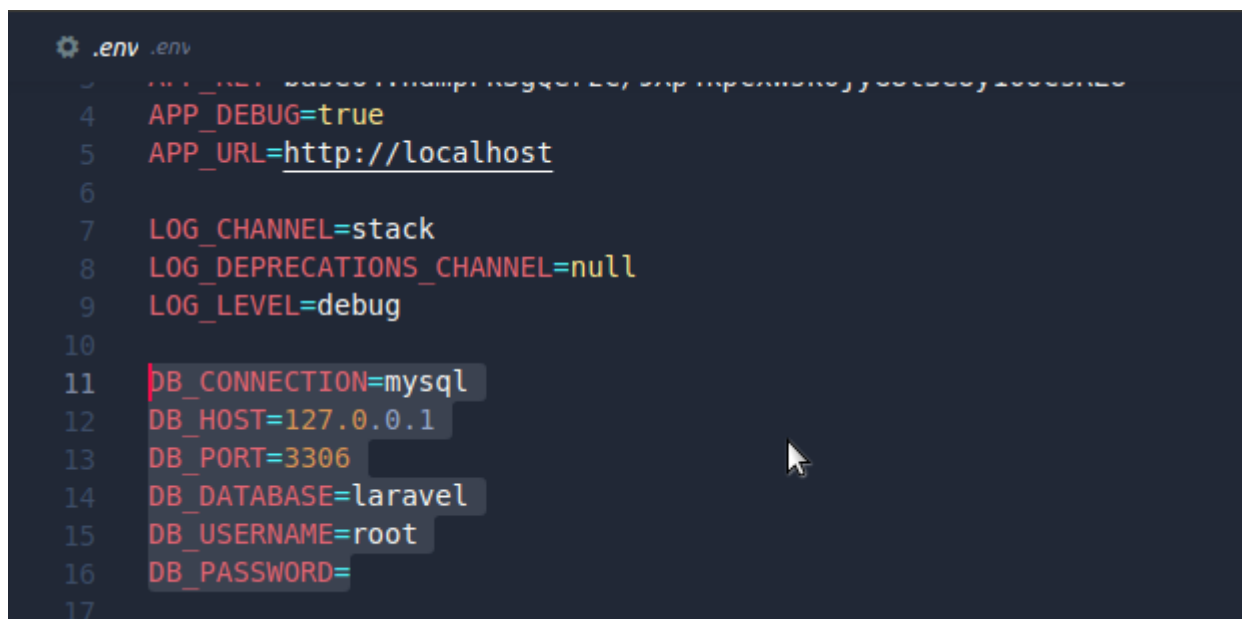 .env .env
4 APP_DEBUG=true
5 APP_URL=http://localhost
6
7 LOG_CHANNEL=stack
8 LOG_DEPRECATIONS_CHANNEL=null
9 LOG_LEVEL=debug
10
11 DB_CONNECTION=mysql
12 DB_HOST=127.0.0.1
13 DB_PORT=3306
14 DB_DATABASE=laravel
15 DB_USERNAME=root
16 DB_PASSWORD=
17